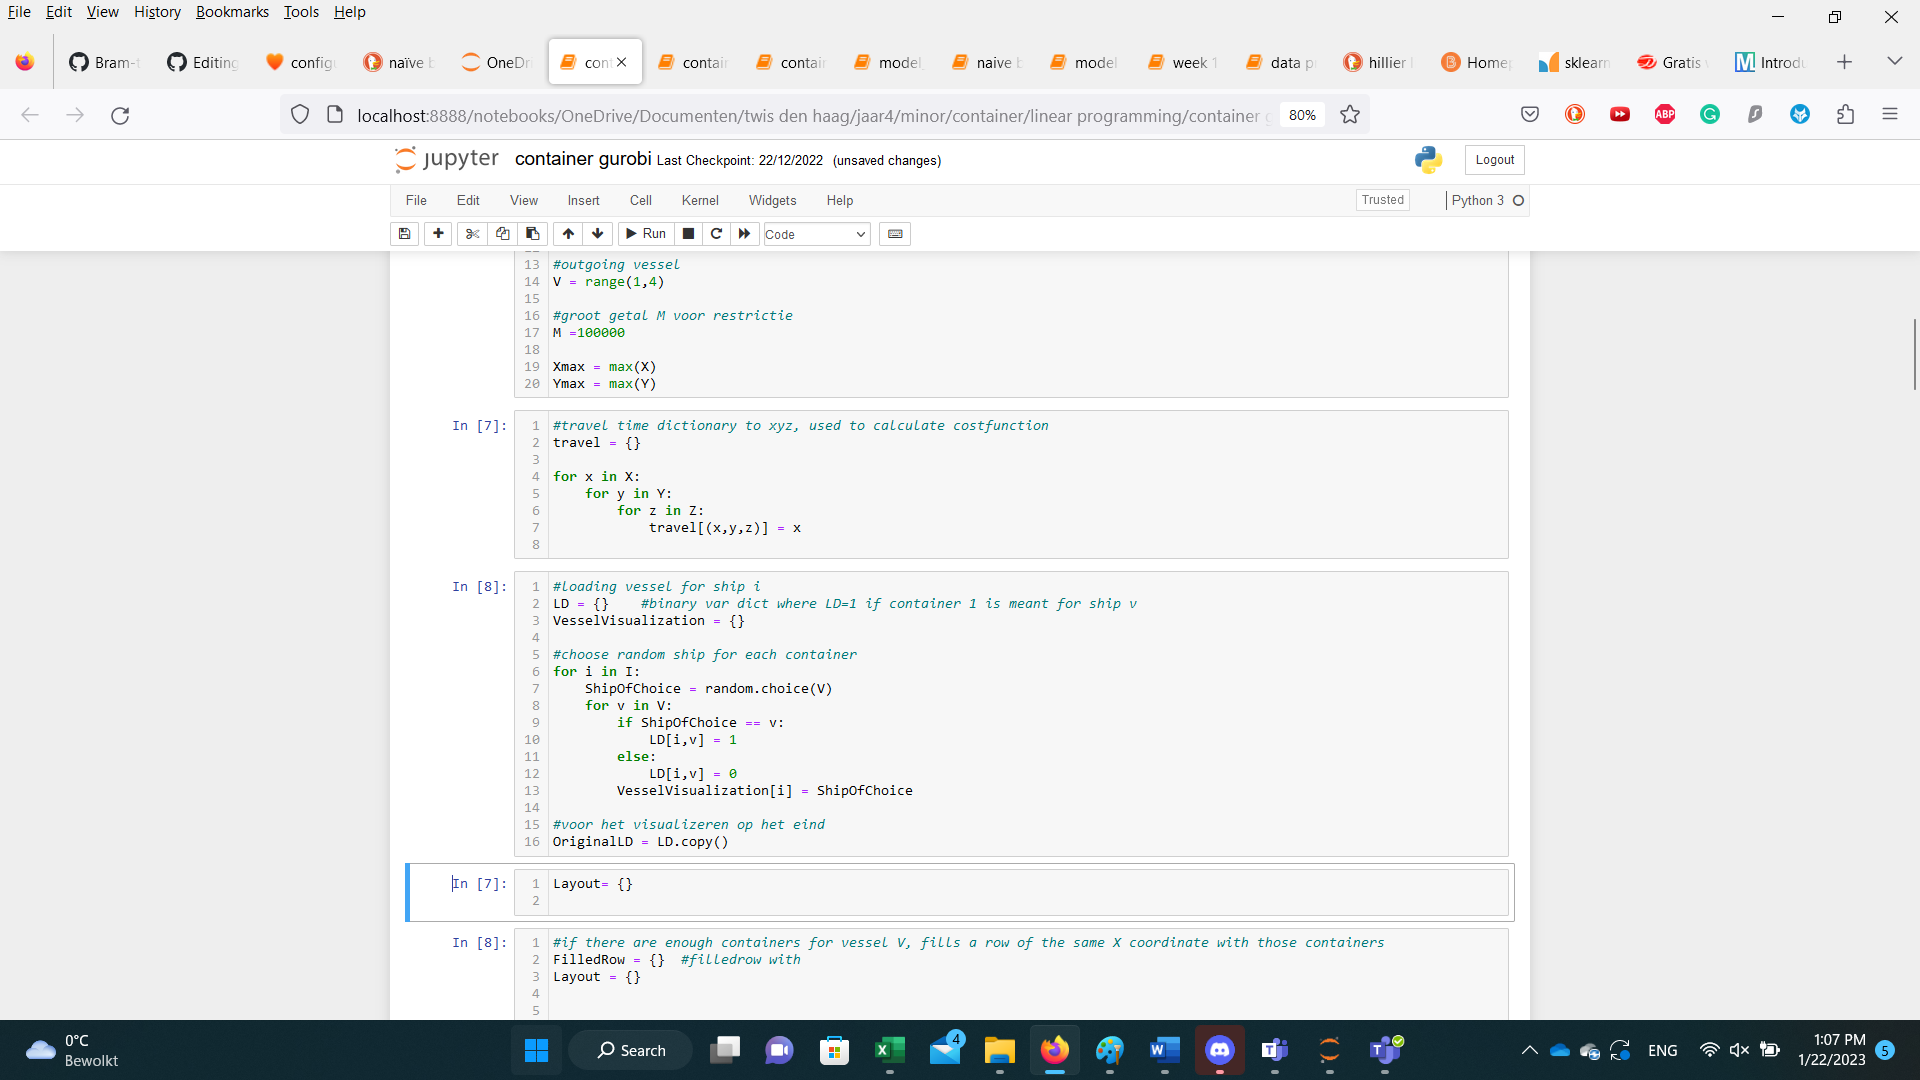 File Edit View History Bookmarks Tools Help
Bram-t Editing config naïve b OneDri cont contair contair model naive b model week 1 data p hillier Home sklearn Gratis Introdu
localhost:8888/notebooks/OneDrive/Documenten/twis den haag/jaar4/minor/container/linear programming/container g 80%
ABP
jupyter container gurobi Last Checkpoint: 22/12/2022 (unsaved changes) Logout
File Edit View Insert Cell Kernel Widgets Help Trusted Python 3
Run Code
13 #outgoing vessel
14 V = range(1,4)
15
16 #groot getal M voor restrictie
17 M =100000
18
19 Xmax = max(X)
20 Ymax = max(Y)
In [7]: 1 #travel time dictionary to xyz, used to calculate costfunction
2 travel = {}
3
4 for x in X:
5     for y in Y:
6         for z in Z:
7             travel[(x,y,z)] = x
8
In [8]: 1 #loading vessel for ship i
2 LD = {}    #binary var dict where LD=1 if container 1 is meant for ship v
3 VesselVisualization = {}
4
5 #choose random ship for each container
6 for i in I:
7     ShipOfChoice = random.choice(V)
8     for v in V:
9         if ShipOfChoice == v:
10             LD[i,v] = 1
11         else:
12             LD[i,v] = 0
13         VesselVisualization[i] = ShipOfChoice
14
15 #voor het visualizeren op het eind
16 OriginalLD = LD.copy()
In [7]: 1 Layout= {}
2
In [8]: 1 #if there are enough containers for vessel V, fills a row of the same X coordinate with those containers
2 FilledRow = {}  #filledrow with
3 Layout = {}
4
5
0°C
Bewolkt
Search
4
ENG
1:07 PM
1/22/2023
5